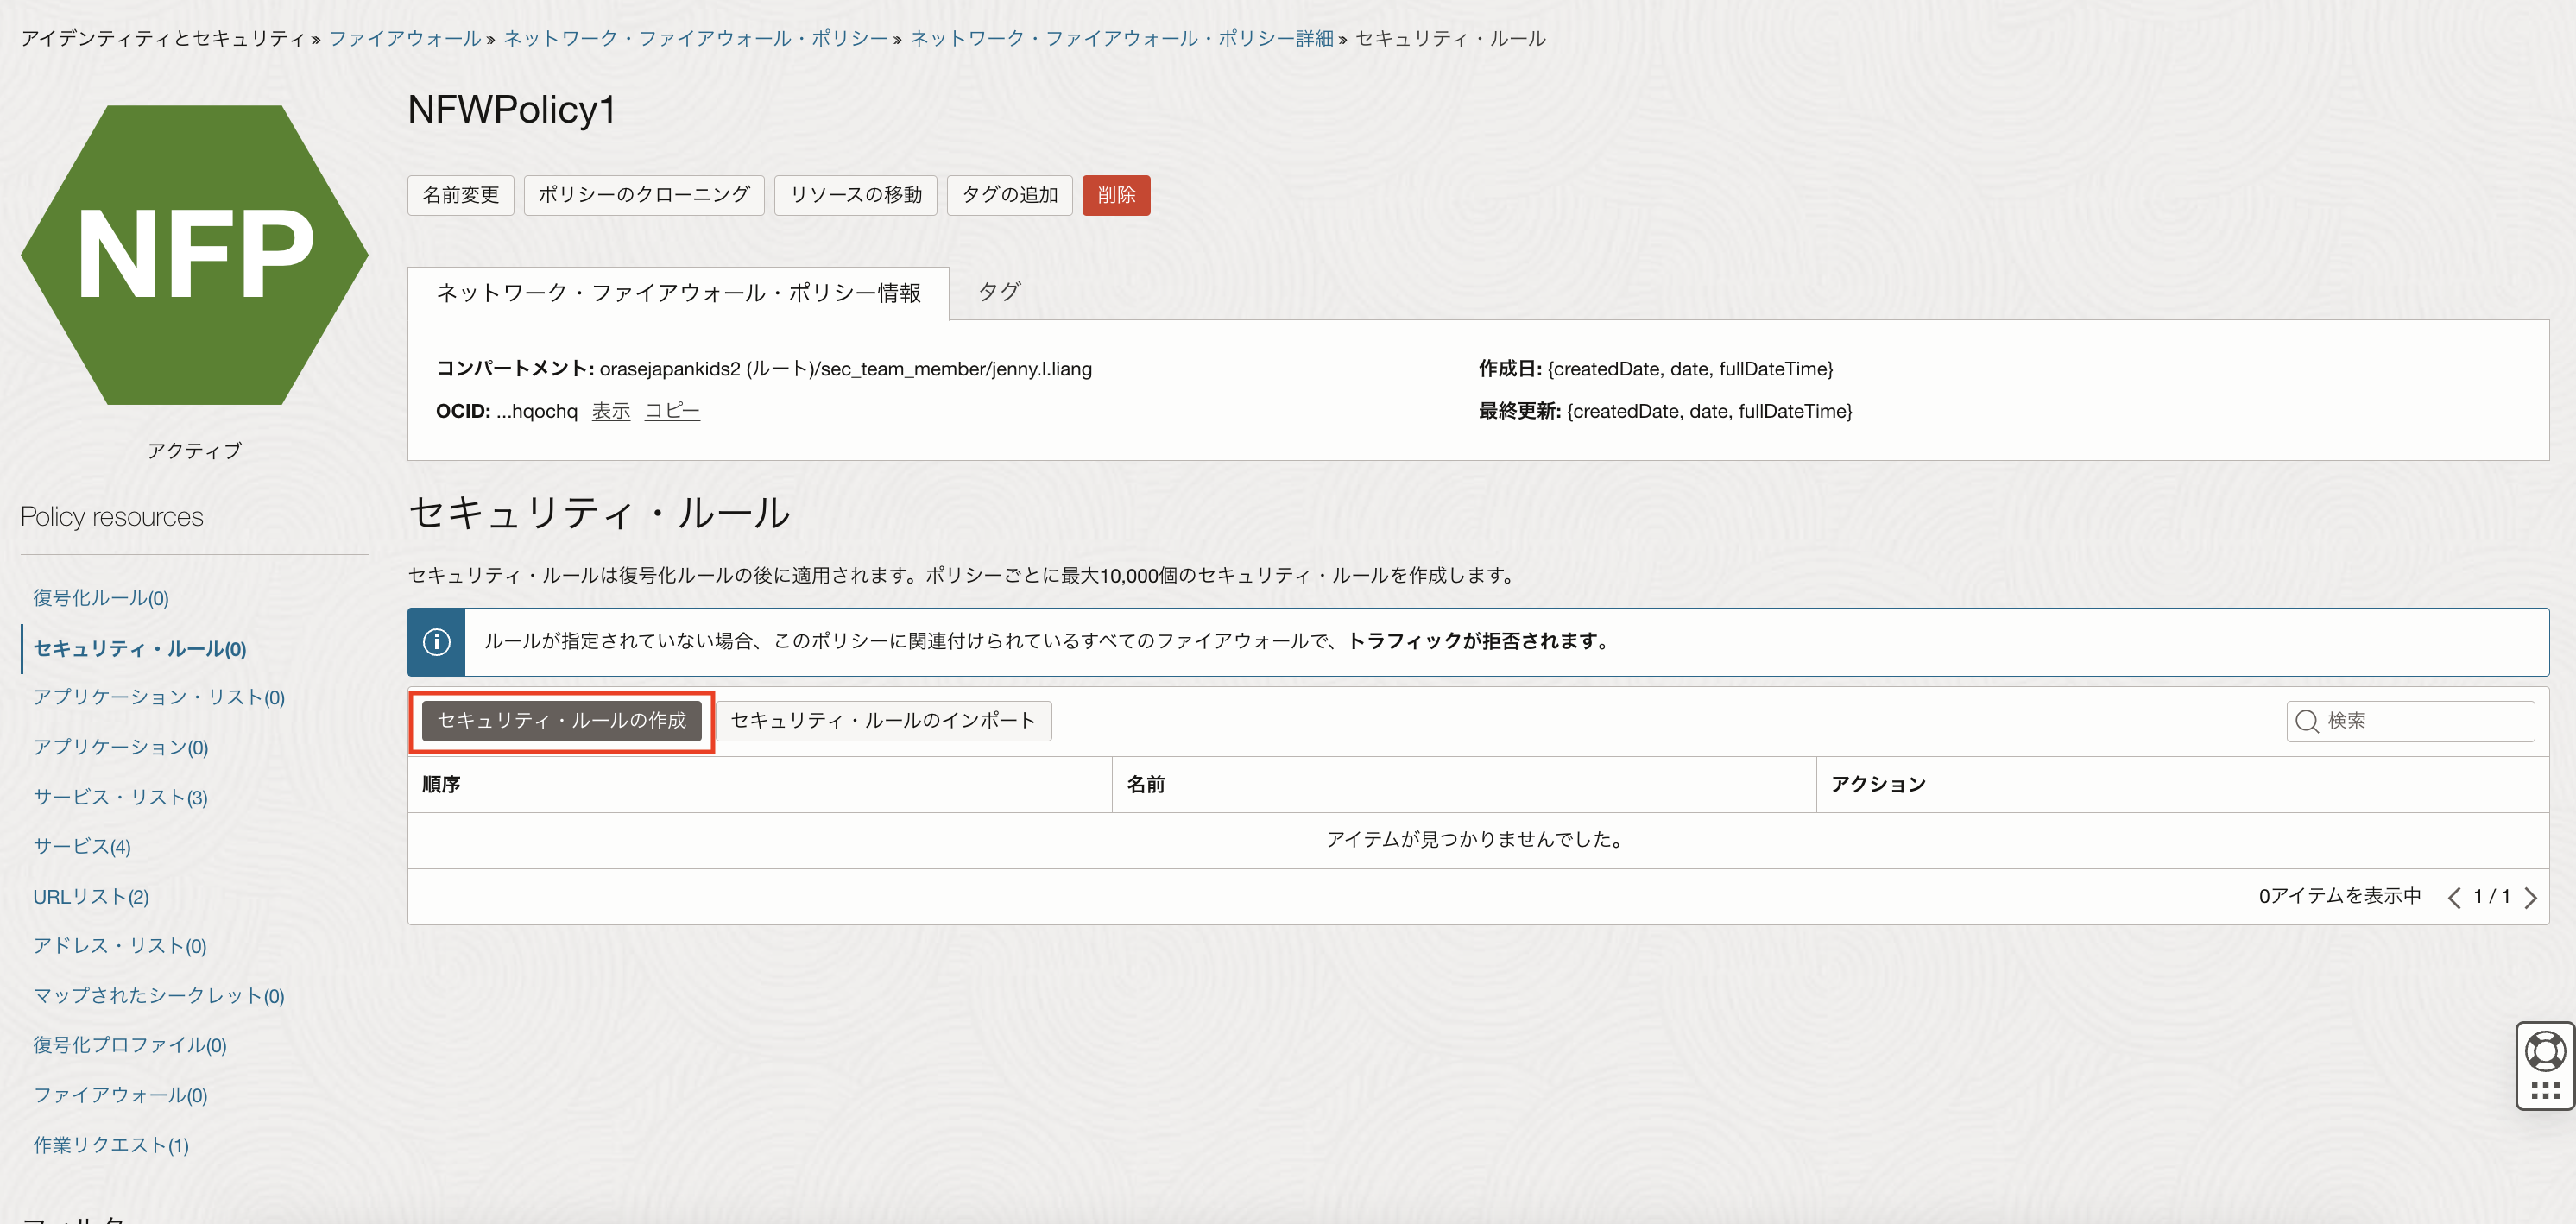 アイデンティティとセキュリティ » ファイアウォール » ネットワーク・ファイアウォール・ポリシー » ネットワーク・ファイアウォール・ポリシー詳細 » セキュリティ・ルール
NFP
アクティブ
NFWPolicy1
名前変更 ポリシーのクローニング リソースの移動 タグの追加 削除
ネットワーク・ファイアウォール・ポリシー情報 タグ
コンパートメント: orasejapankids2 (ルート)/sec_team_member/jenny.l.liang
作成日: {createdDate, date, fullDateTime}
OCID: ...hqochq 表示 コピー
最終更新: {createdDate, date, fullDateTime}
Policy resources
復号化ルール(0)
セキュリティ・ルール(0)
アプリケーション・リスト(0)
アプリケーション(0)
サービス・リスト(3)
サービス(4)
URLリスト(2)
アドレス・リスト(0)
マップされたシークレット(0)
復号化プロファイル(0)
ファイアウォール(0)
作業リクエスト(1)
セキュリティ・ルール
セキュリティ・ルールは復号化ルールの後に適用されます。ポリシーごとに最大10,000個のセキュリティ・ルールを作成します。
ルールが指定されていない場合、このポリシーに関連付けられているすべてのファイアウォールで、トラフィックが拒否されます。
セキュリティ・ルールの作成 セキュリティ・ルールのインポート 検索
順序 名前 アクション
アイテムが見つかりませんでした。
0アイテムを表示中 1 / 1